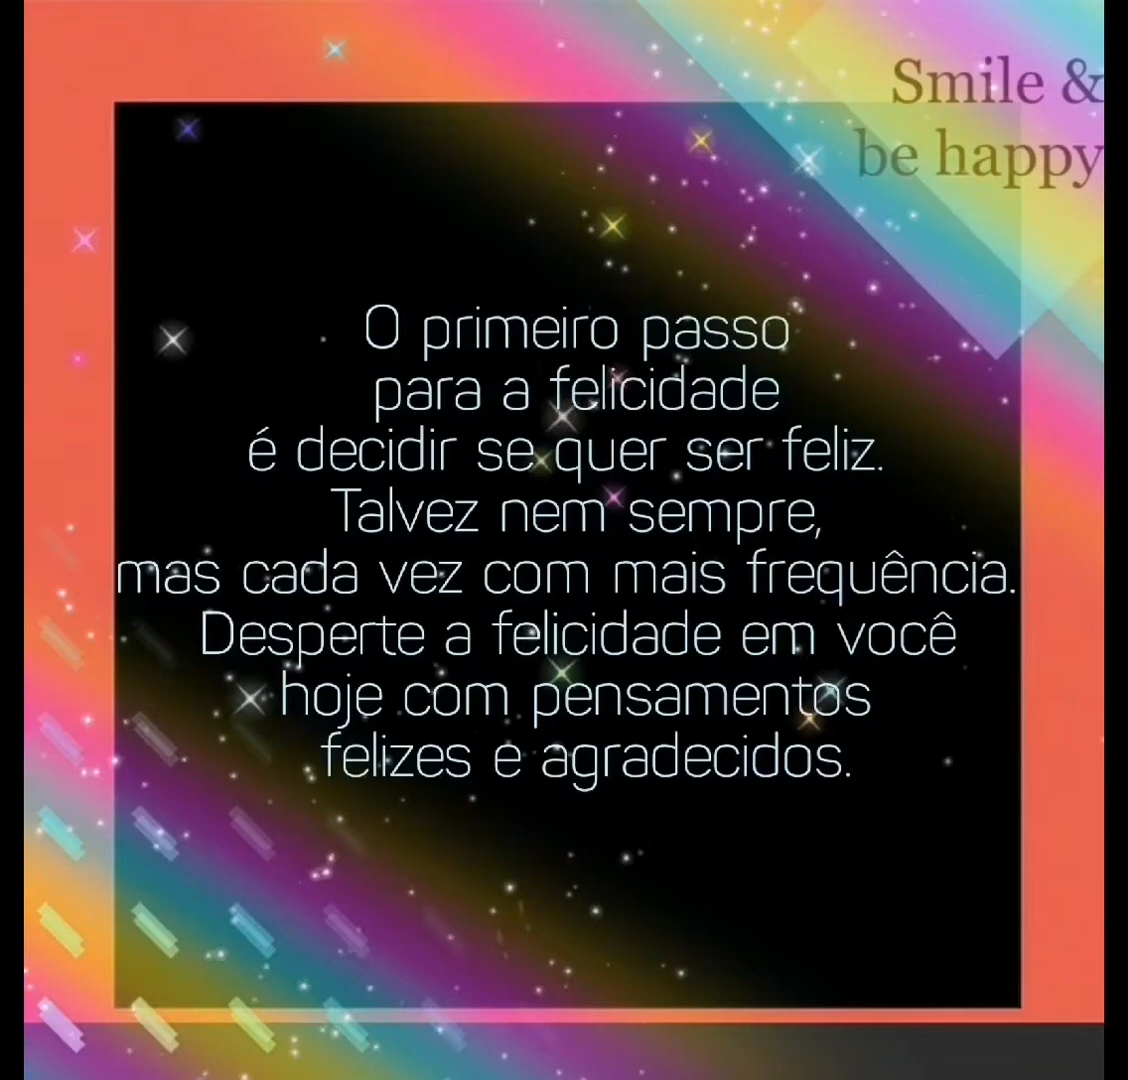 Smile &
be happy
O primeiro passo
para a felicidade
é decidir se quer ser feliz.
Talvez nem sempre,
mas cada vez com mais frequência.
Desperte a felicidade em você
hoje com pensamentos
felizes e agradecidos.